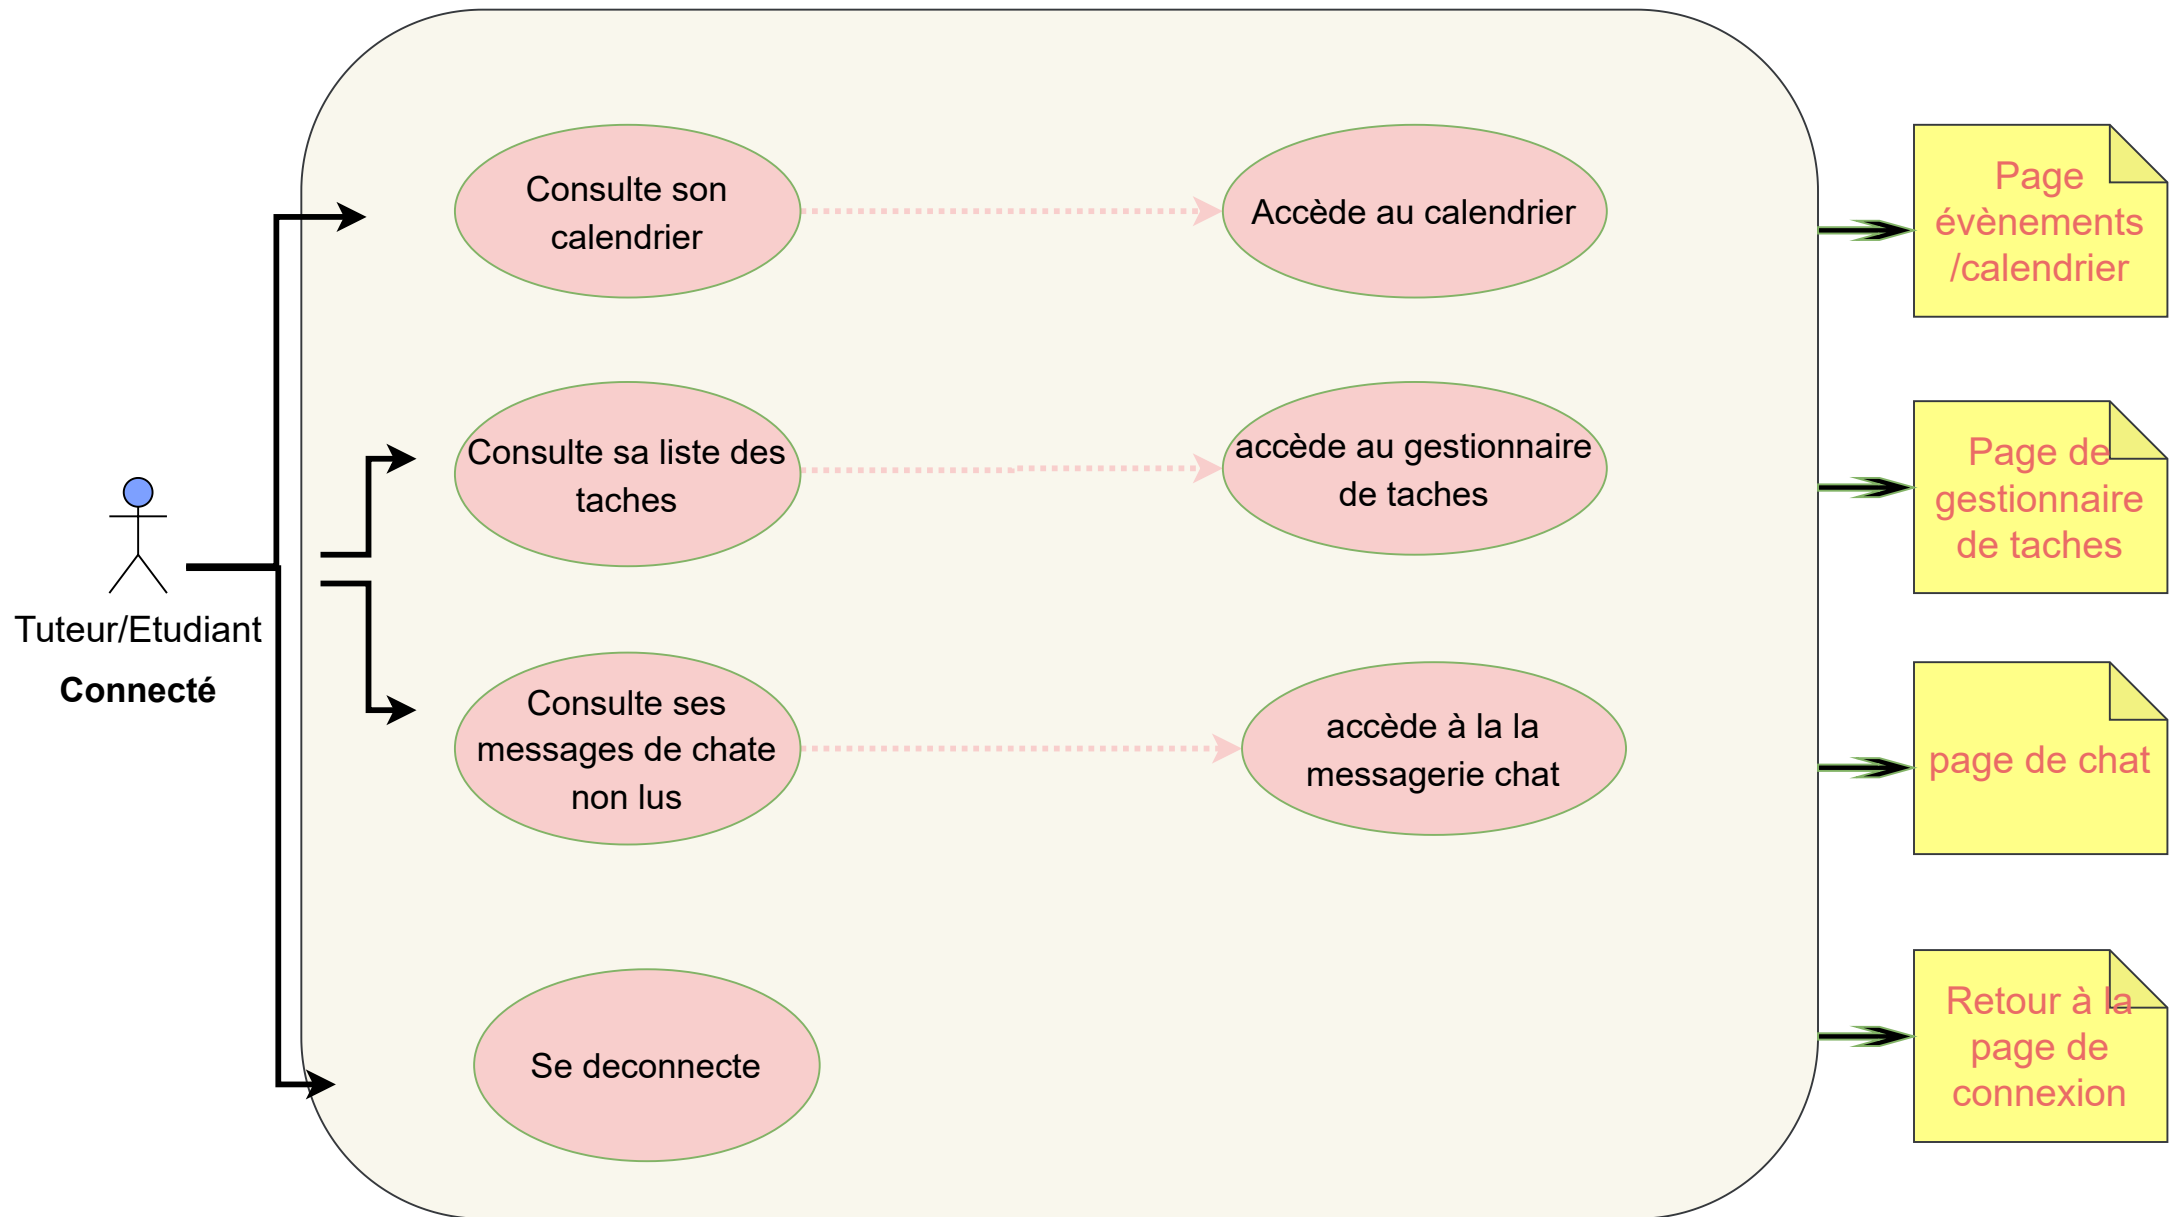 Consulte son
calendrier
Accède au calendrier
Page
évènements
/calendrier
Consulte sa liste des
taches
accède au gestionnaire
de taches
Page de
gestionnaire
de taches
Tuteur/Etudiant
Connecté
Consulte ses
messages de chate
non lus
accède à la la
messagerie chat
page de chat
Se deconnecte
Retour à la
page de
connexion